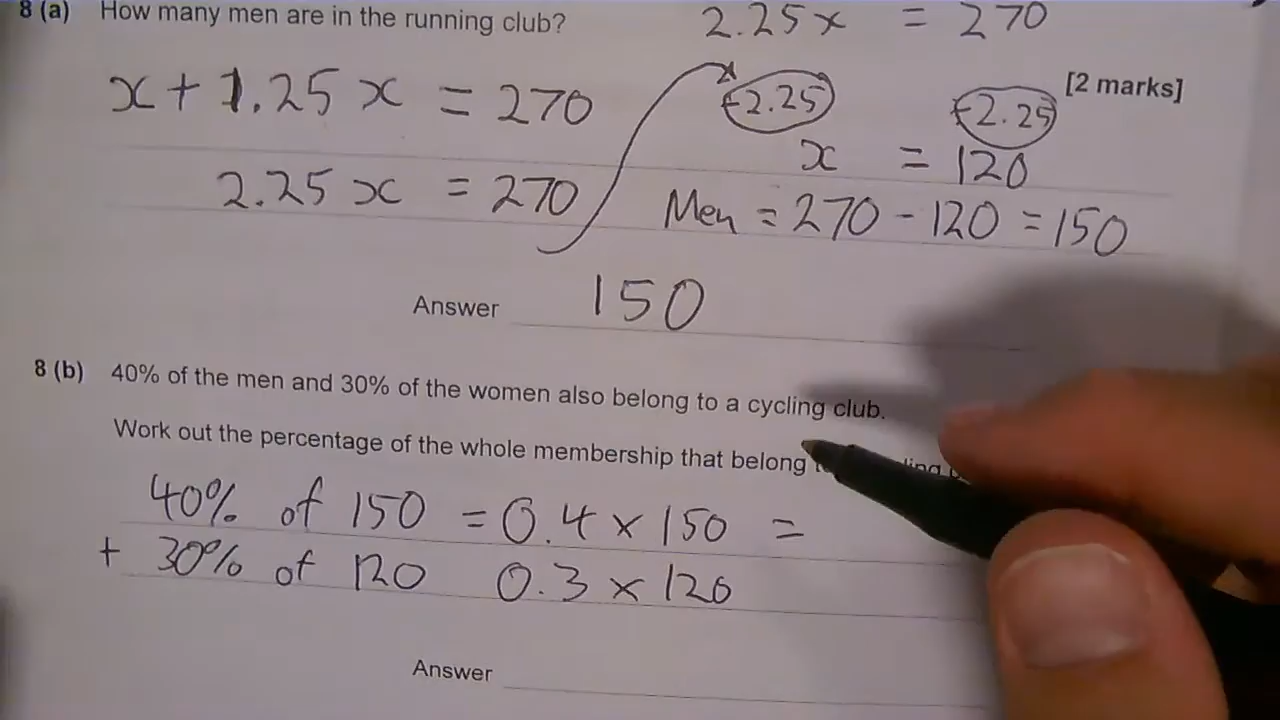 8 (a) How many men are in the running club?
2.25x = 270
[2 marks]
x + 1.25x = 270
÷2.25 ÷2.25
x = 120
2.25x = 270
Men = 270 - 120 = 150
Answer 150
8 (b) 40% of the men and 30% of the women also belong to a cycling club.
Work out the percentage of the whole membership that belong
40% of 150 = 0.4 × 150 =
+ 30% of 120 0.3 × 120
Answer